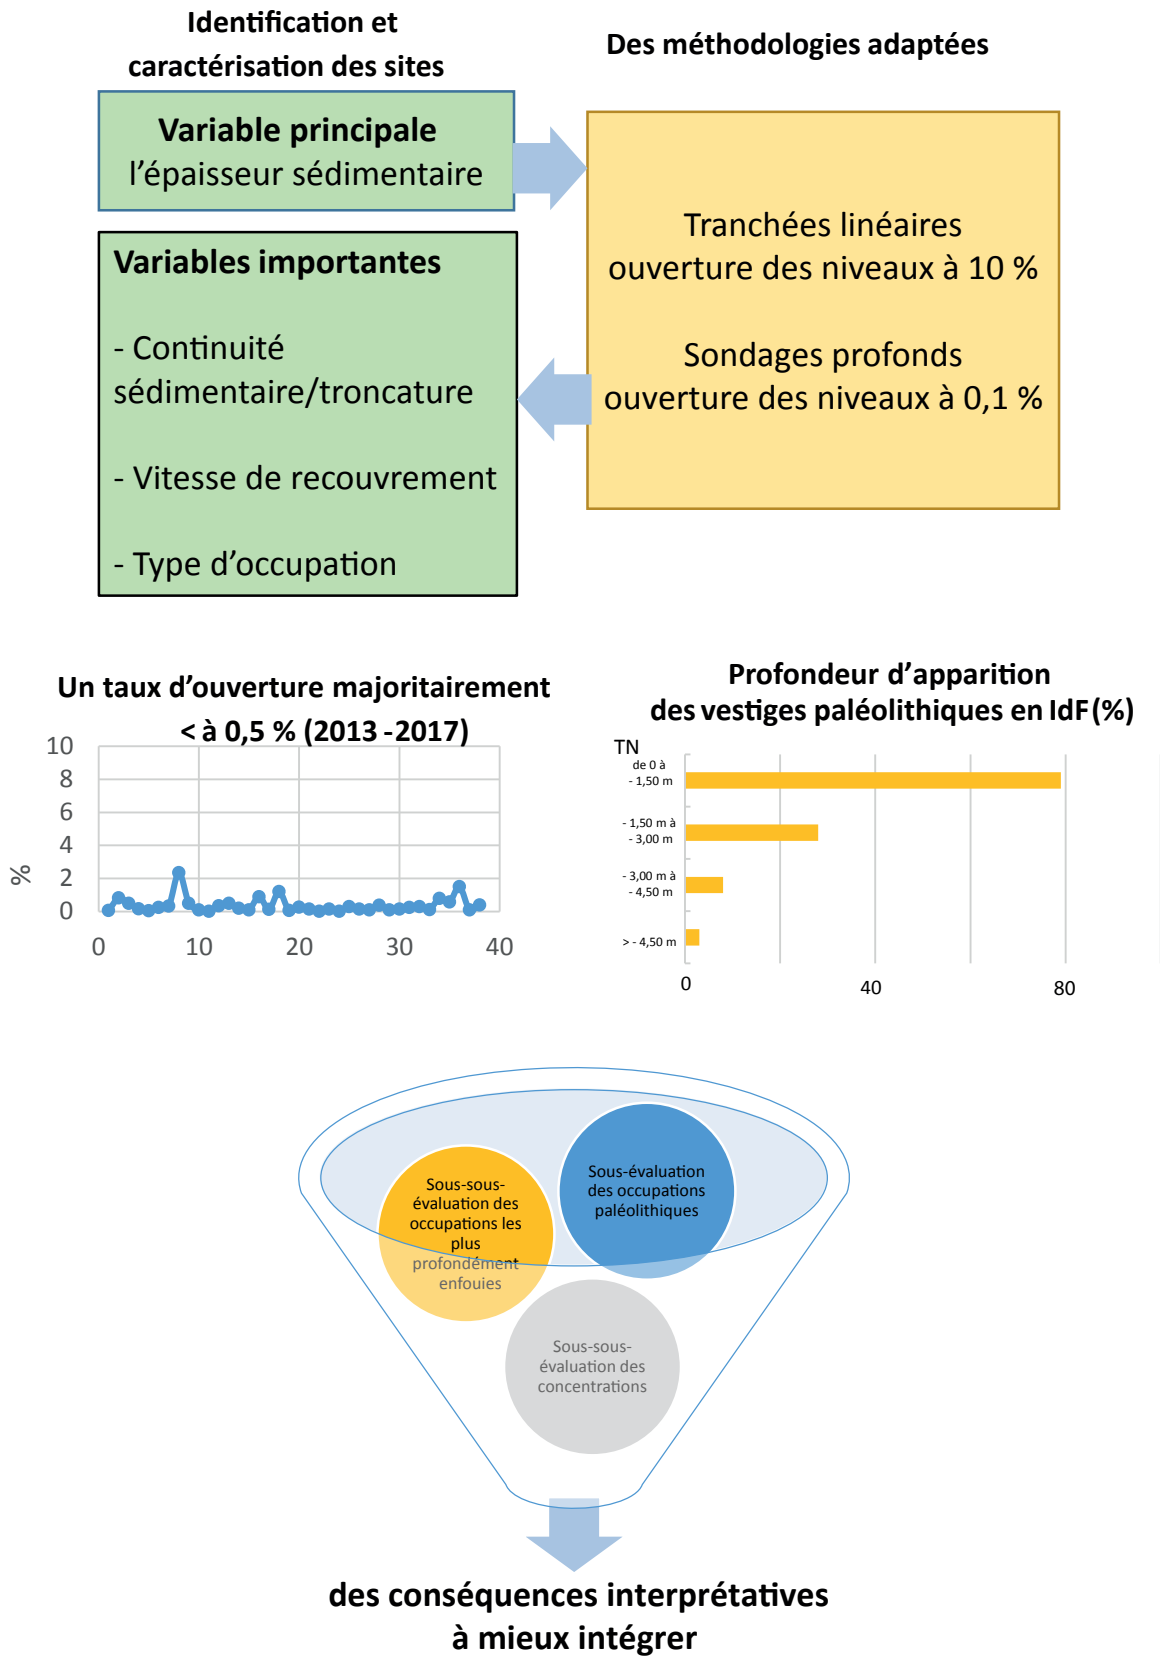 Identification et
caractérisation des sites
Des méthodologies adaptées
Variable principale
l’épaisseur sédimentaire
Variables importantes
- Continuité
sédimentaire/troncature
- Vitesse de recouvrement
- Type d’occupation
Tranchées linéaires
ouverture des niveaux à 10 %
Sondages profonds
ouverture des niveaux à 0,1 %
Un taux d’ouverture majoritairement
< à 0,5 % (2013 -2017)
10
8
6
4
2
0
%
0
10
20
30
40
Profondeur d’apparition
des vestiges paléolithiques en IdF (%)
TN
de 0 à
- 1,50 m
- 1,50 m à
- 3,00 m
- 3,00 m à
- 4,50 m
> - 4,50 m
0
40
80
Sous-sous-
évaluation des
occupations les
plus
profondément
enfouies
Sous-évaluation
des occupations
paléolithiques
Sous-sous-
évaluation des
concentrations
des conséquences interprétatives
à mieux intégrer